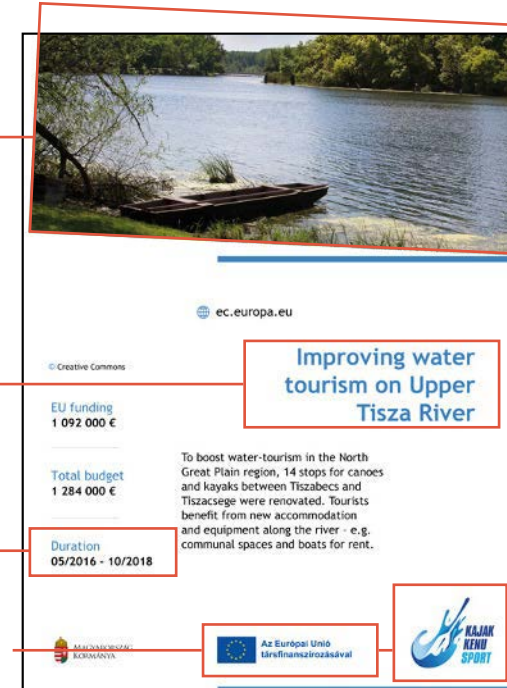 ec.europa.eu
© Creative Commons
Improving water
tourism on Upper
Tisza River
EU funding
1 092 000 €
Total budget
1 284 000 €
Duration
05/2016 - 10/2018
To boost water-tourism in the North
Great Plain region, 14 stops for canoes
and kayaks between Tiszabecs and
Tiszacsege were renovated. Tourists
benefit from new accommodation
and equipment along the river - e.g.
communal spaces and boats for rent.
MAGYARORSZÁG
KORMÁNYA
Az Európai Unió
társfinanszírozásával
KAJAK
KENU
SPORT